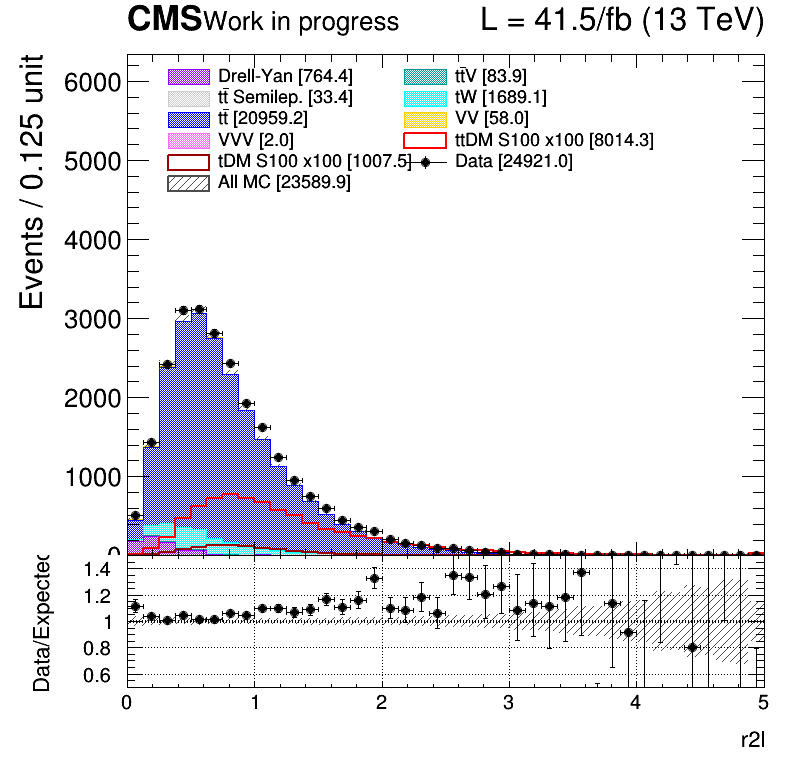 CMS Work in progress L = 41.5/fb (13 TeV)
Events / 0.125 unit
6000
5000
4000
3000
2000
1000
0
Drell-Yan [764.4] tt̄V [83.9]
tt̄ Semilep. [33.4] tW [1689.1]
tt̄ [20959.2] VV [58.0]
VVV [2.0] ttDM S100 x100 [8014.3]
tDM S100 x100 [1007.5] Data [24921.0]
All MC [23589.9]
Data/Expected
1.4
1.2
1
0.8
0.6
0 1 2 3 4 5
r2l